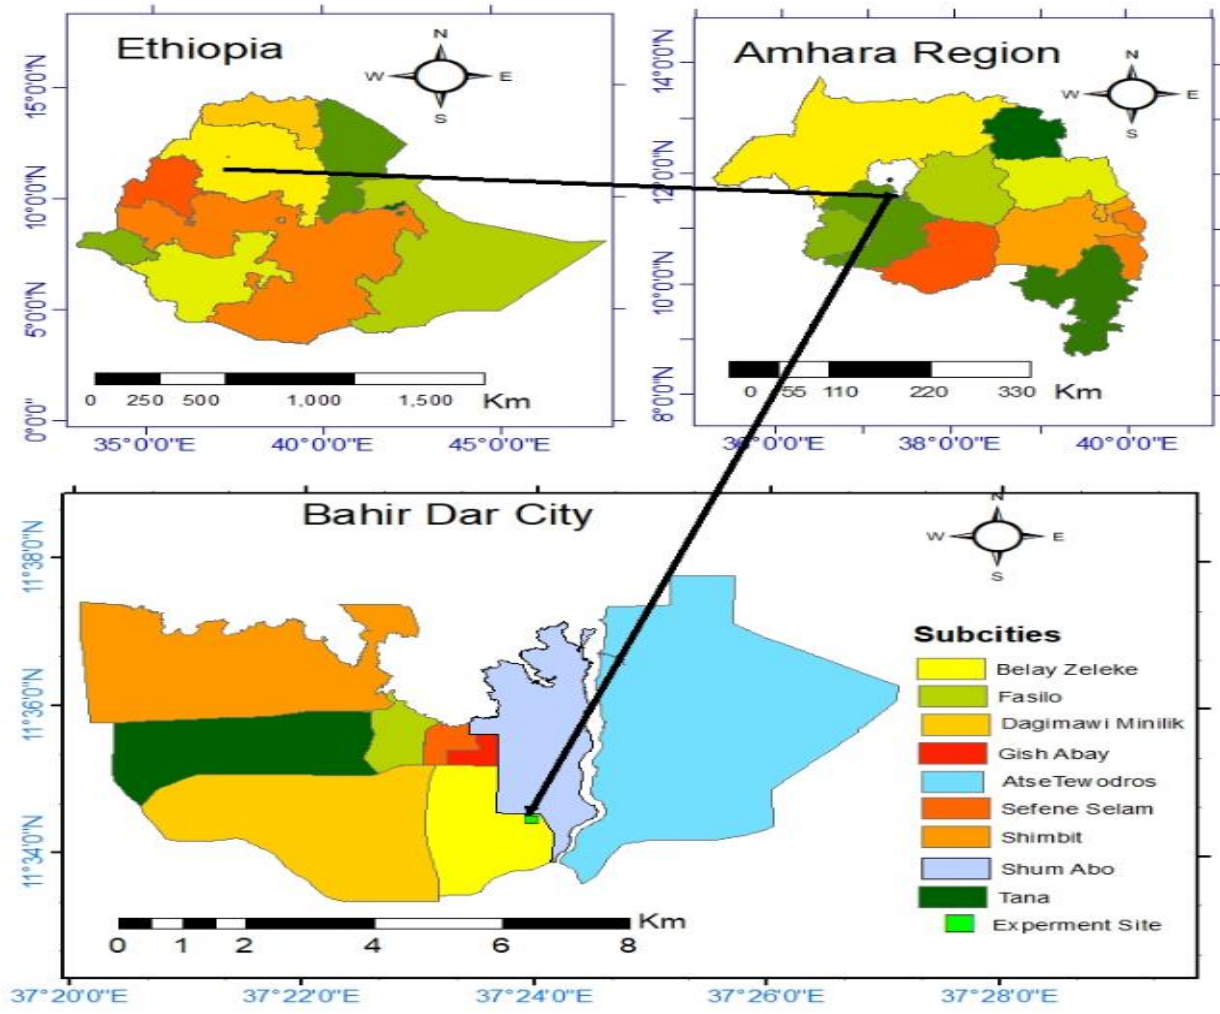 Ethiopia
N
W E
S
15°0'0"N
10°0'0"N
5°0'0"N
0°0'0"
0 250 500 1,000 1,500 Km
35°0'0"E 40°0'0"E 45°0'0"E
Amhara Region
N
W E
S
14°0'0"N
12°0'0"N
10°0'0"N
8°0'0"N
0 55 110 220 330 Km
36°0'0"E 38°0'0"E 40°0'0"E
Bahir Dar City
N
W E
S
11°38'0"N
11°36'0"N
11°34'0"N
Subcities
Belay Zeleke
Fasilo
Dagimawi Minilik
Gish Abay
AtseTewodros
Sefene Selam
Shimbit
Shum Abo
Tana
Experment Site
0 1 2 4 6 8 Km
37°20'0"E 37°22'0"E 37°24'0"E 37°26'0"E 37°28'0"E